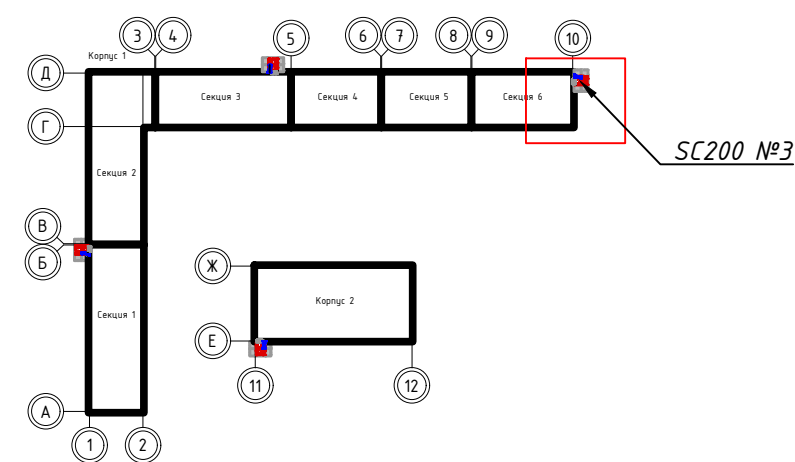 3 4 5 6 7 8 9 10
Корпус 1
Д
Секция 3 Секция 4 Секция 5 Секция 6
Г
SC200 №3
Секция 2
В
Б
Ж
Корпус 2
Секция 1
Е
11 12
А
1 2